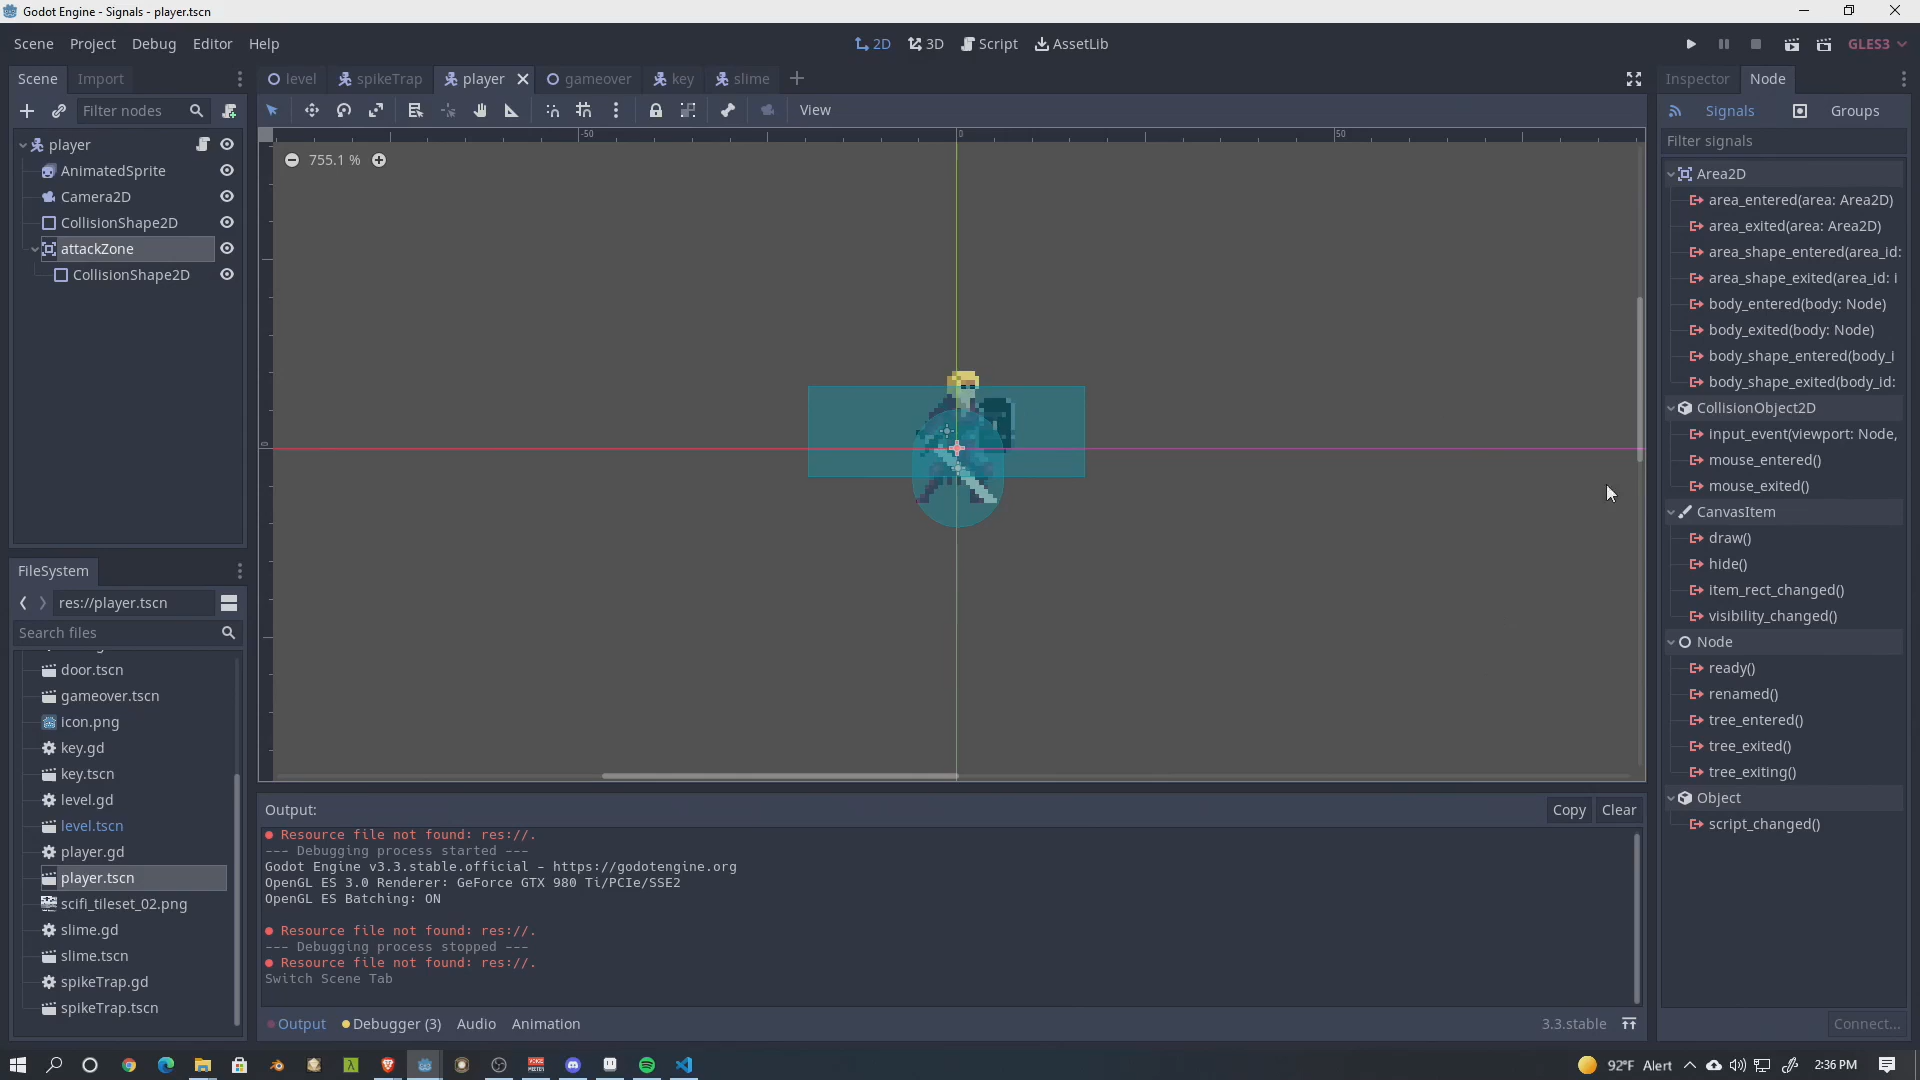 Godot Engine - Signals - player.tscn
Scene Project Debug Editor Help
2D 3D Script AssetLib
GLES3
Scene Import
level spikeTrap player gameover key slime
Inspector Node
Filter nodes
View
Signals Groups
Filter signals
player
AnimatedSprite
Camera2D
CollisionShape2D
attackZone
CollisionShape2D
-50 0 50
755.1 %
0
Area2D
area_entered(area: Area2D)
area_exited(area: Area2D)
area_shape_entered(area_id:
area_shape_exited(area_id: i
body_entered(body: Node)
body_exited(body: Node)
body_shape_entered(body_i
body_shape_exited(body_id:
CollisionObject2D
input_event(viewport: Node,
mouse_entered()
mouse_exited()
CanvasItem
draw()
hide()
item_rect_changed()
visibility_changed()
Node
ready()
renamed()
tree_entered()
tree_exited()
tree_exiting()
Object
script_changed()
Connect...
FileSystem
res://player.tscn
Search files
door.tscn
gameover.tscn
icon.png
key.gd
key.tscn
level.gd
level.tscn
player.gd
player.tscn
scifi_tileset_02.png
slime.gd
slime.tscn
spikeTrap.gd
spikeTrap.tscn
Output:
Copy Clear
Resource file not found: res://.
--- Debugging process started ---
Godot Engine v3.3.stable.official - https://godotengine.org
OpenGL ES 3.0 Renderer: GeForce GTX 980 Ti/PCIe/SSE2
OpenGL ES Batching: ON
Resource file not found: res://.
--- Debugging process stopped ---
Resource file not found: res://.
Switch Scene Tab
Output Debugger (3) Audio Animation
3.3.stable
92°F Alert
2:36 PM